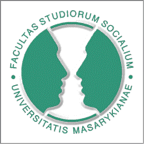 FACULTAS STUDIORUM SOCIALIUM
· UNIVERSITATIS MASARYKIANAE ·